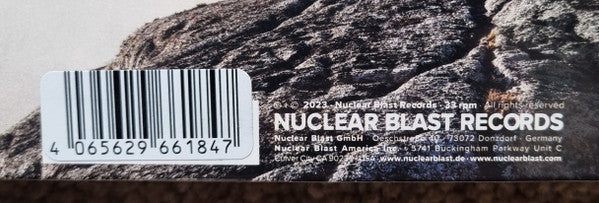 ℗ + © 2023 · Nuclear Blast Records · 33 rpm · All rights reserved
NUCLEAR BLAST RECORDS
Nuclear Blast GmbH · Oeschstraße 40 · 73072 Donzdorf · Germany
Nuclear Blast America Inc. · 5741 Buckingham Parkway Unit C
Culver City CA 90230 · USA · www.nuclearblast.de · www.nuclearblast.com
4 065629 661847